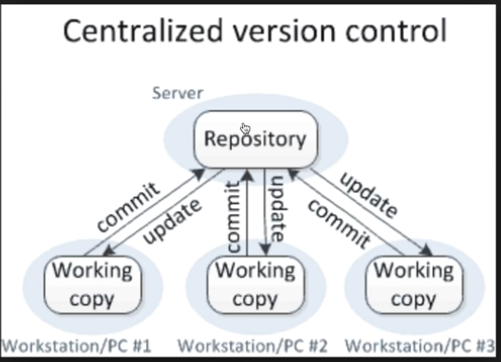 Centralized version control
Server
Repository
commit
update
commit
update
commit
update
Working
copy
Working
copy
Working
copy
Workstation/PC #1
Workstation/PC #2
Workstation/PC #3